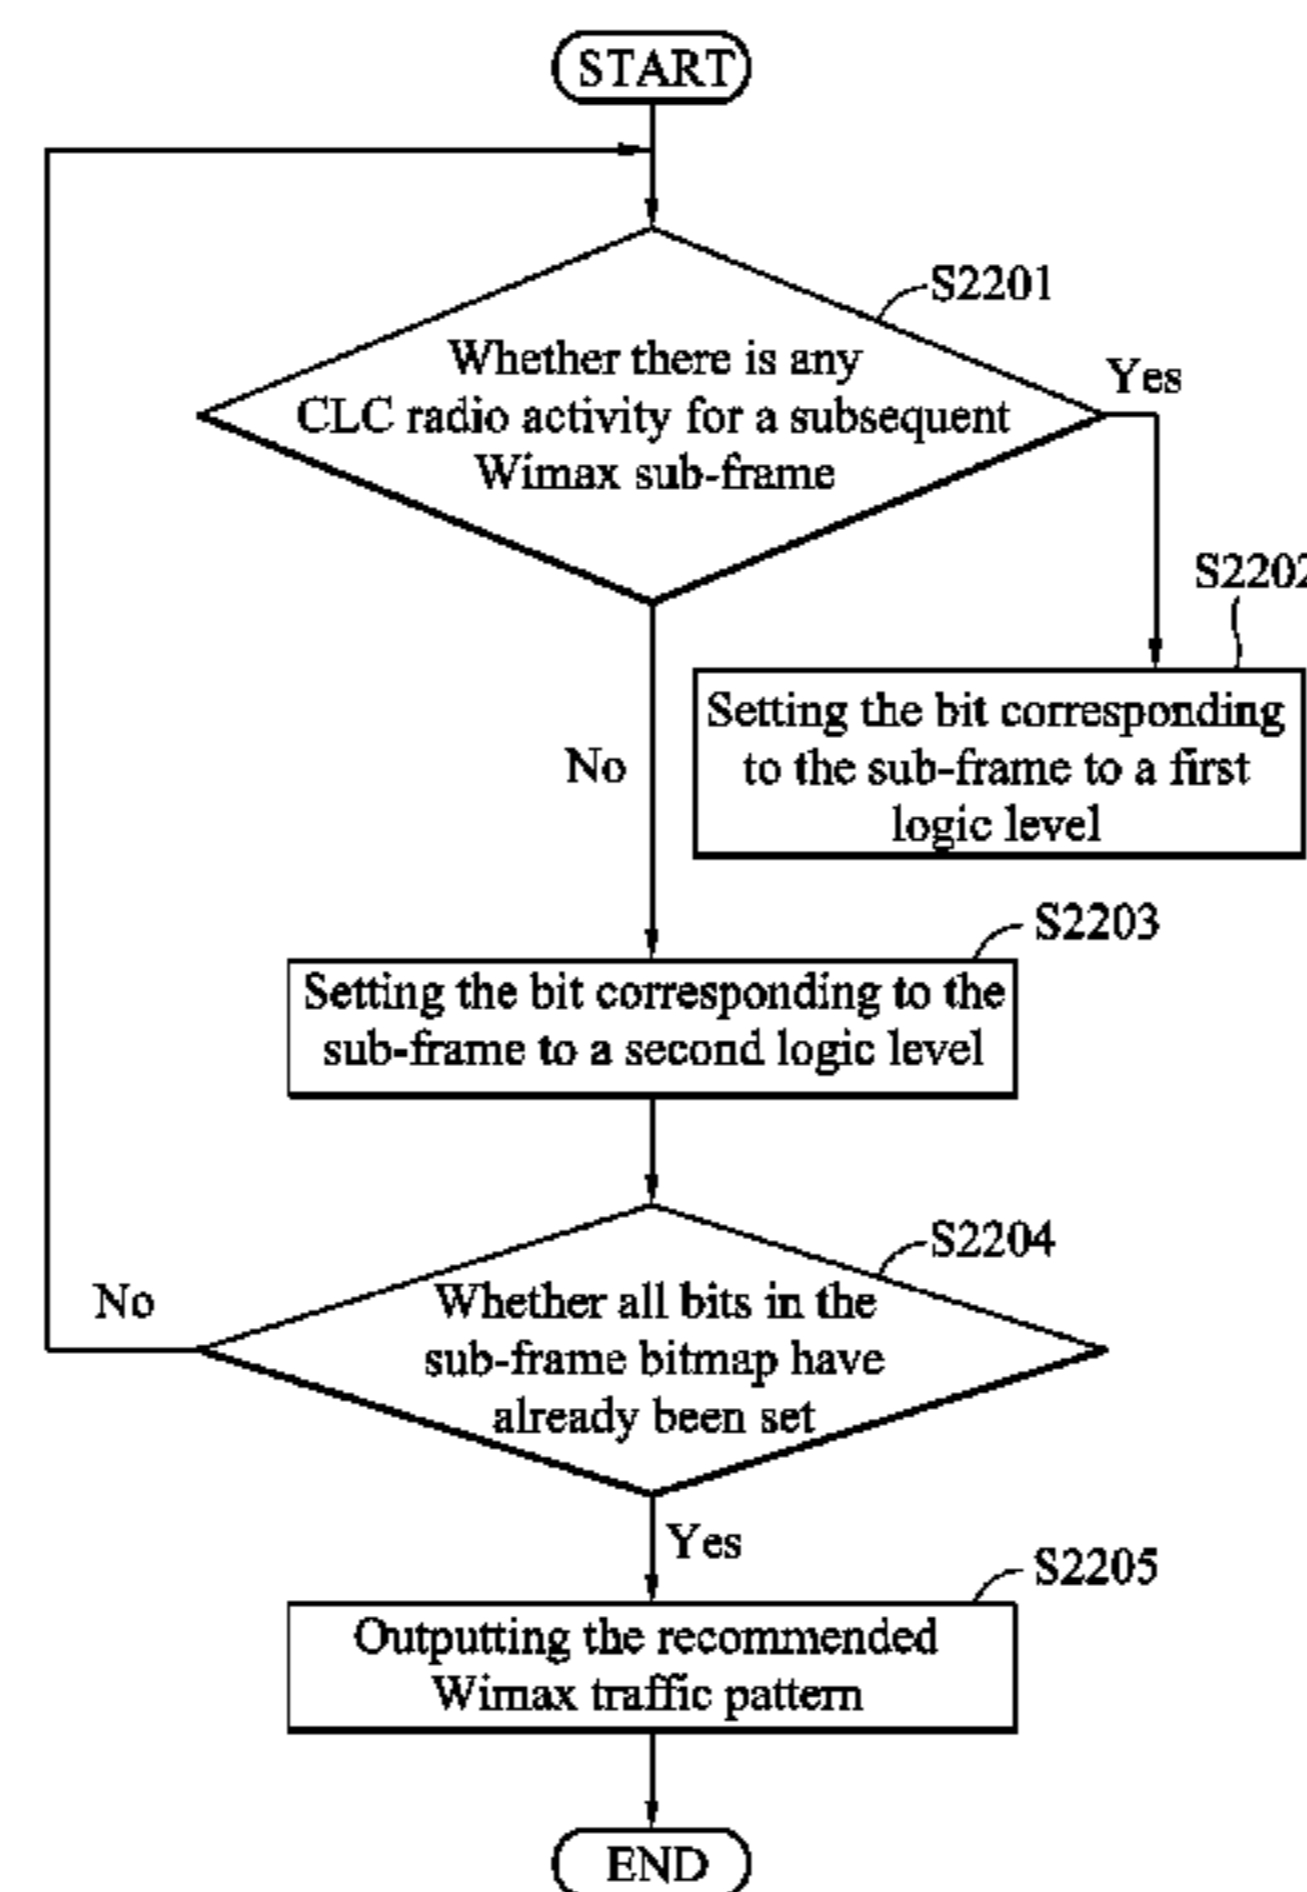 START
S2201
Whether there is any
CLC radio activity for a subsequent
Wimax sub-frame
Yes
S2202
Setting the bit corresponding
to the sub-frame to a first
logic level
No
S2203
Setting the bit corresponding to the
sub-frame to a second logic level
S2204
No
Whether all bits in the
sub-frame bitmap have
already been set
Yes
S2205
Outputting the recommended
Wimax traffic pattern
END